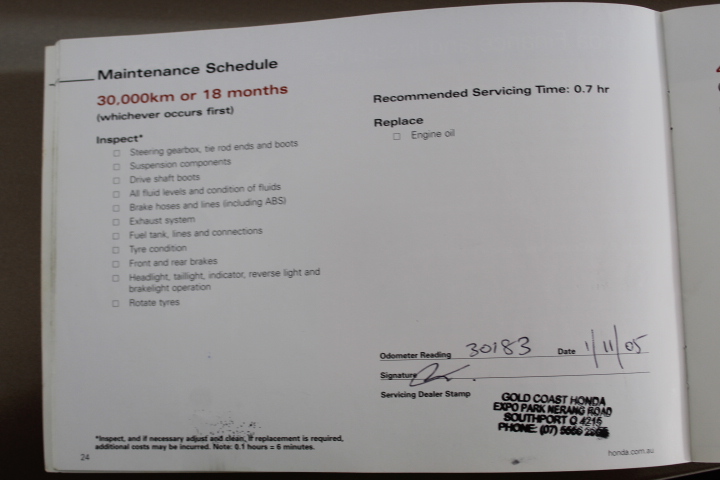 Maintenance Schedule
30,000km or 18 months
(whichever occurs first)
Inspect*
Steering gearbox, tie rod ends and boots
Suspension components
Drive shaft boots
All fluid levels and condition of fluids
Brake hoses and lines (including ABS)
Exhaust system
Fuel tank, lines and connections
Tyre condition
Front and rear brakes
Headlight, taillight, indicator, reverse light and
brakelight operation
Rotate tyres
Recommended Servicing Time: 0.7 hr
Replace
Engine oil
Odometer Reading 30183 Date 1/11/05
Signature
Servicing Dealer Stamp
GOLD COAST HONDA
EXPO PARK NERANG ROAD
SOUTHPORT Q 4215
PHONE: (07)
*Inspect, and if necessary adjust and clean, if replacement is required,
additional costs may be incurred. Note: 0.1 hours = 6 minutes.
24
honda.com.au